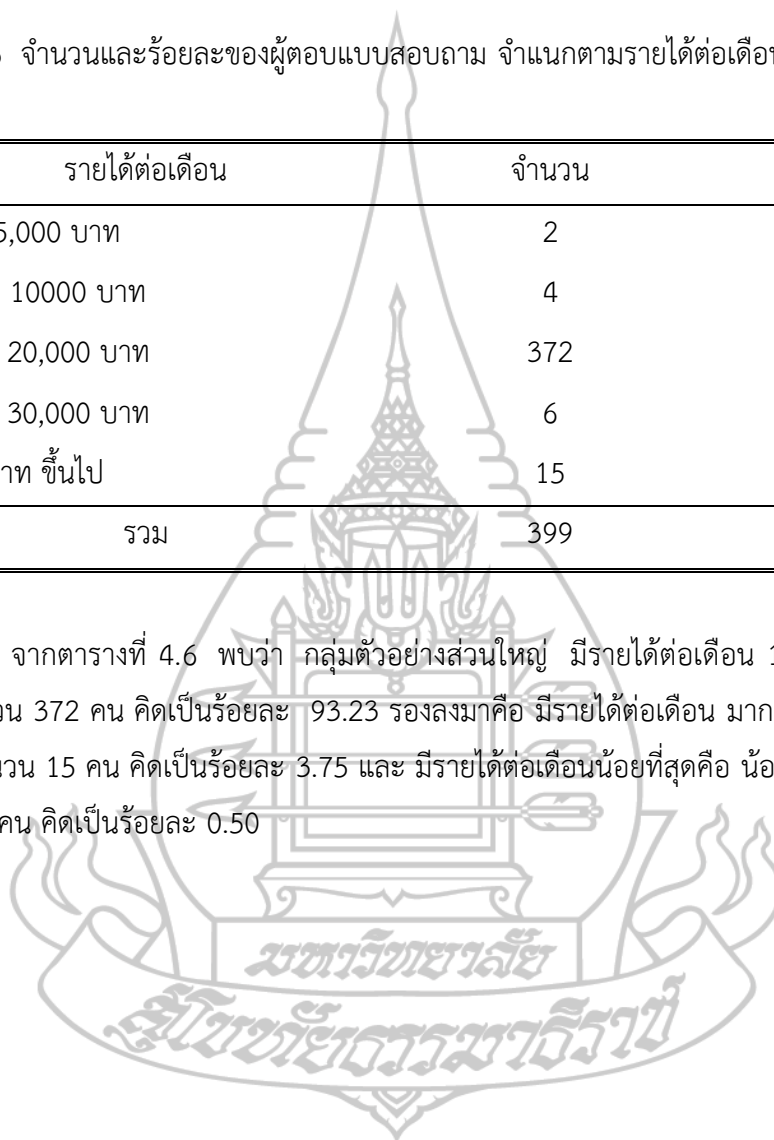 จำนวนและร้อยละของผู้ตอบแบบสอบถาม จำแนกตามรายได้ต่อเดือน
รายได้ต่อเดือน จำนวน
5,000 บาท 2
10000 บาท 4
20,000 บาท 372
30,000 บาท 6
าท ขึ้นไป 15
รวม 399
จากตารางที่ 4.6 พบว่า กลุ่มตัวอย่างส่วนใหญ่ มีรายได้ต่อเดือน 1
วน 372 คน คิดเป็นร้อยละ 93.23 รองลงมาคือ มีรายได้ต่อเดือน มาก
นวน 15 คน คิดเป็นร้อยละ 3.75 และ มีรายได้ต่อเดือนน้อยที่สุดคือ น้อ
คน คิดเป็นร้อยละ 0.50
มหาวิทยาลัย
สุโขทัยธรรมาธิราช